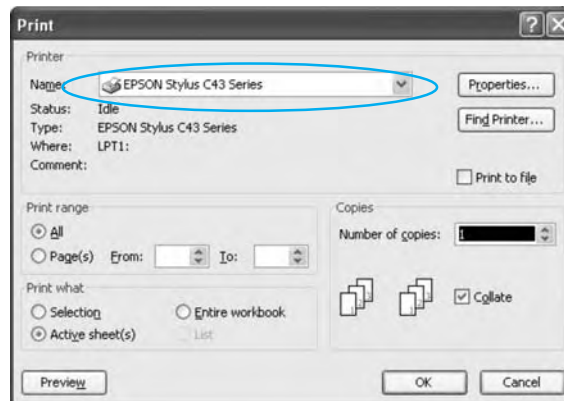 Print
Printer
Name: EPSON Stylus C43 Series
Properties...
Status: Idle
Find Printer...
Type: EPSON Stylus C43 Series
Where: LPT1:
Comment:
Print to file
Print range
All
Page(s) From: To:
Copies
Number of copies: 1
Collate
Print what
Selection Entire workbook
Active sheet(s) List
Preview OK Cancel